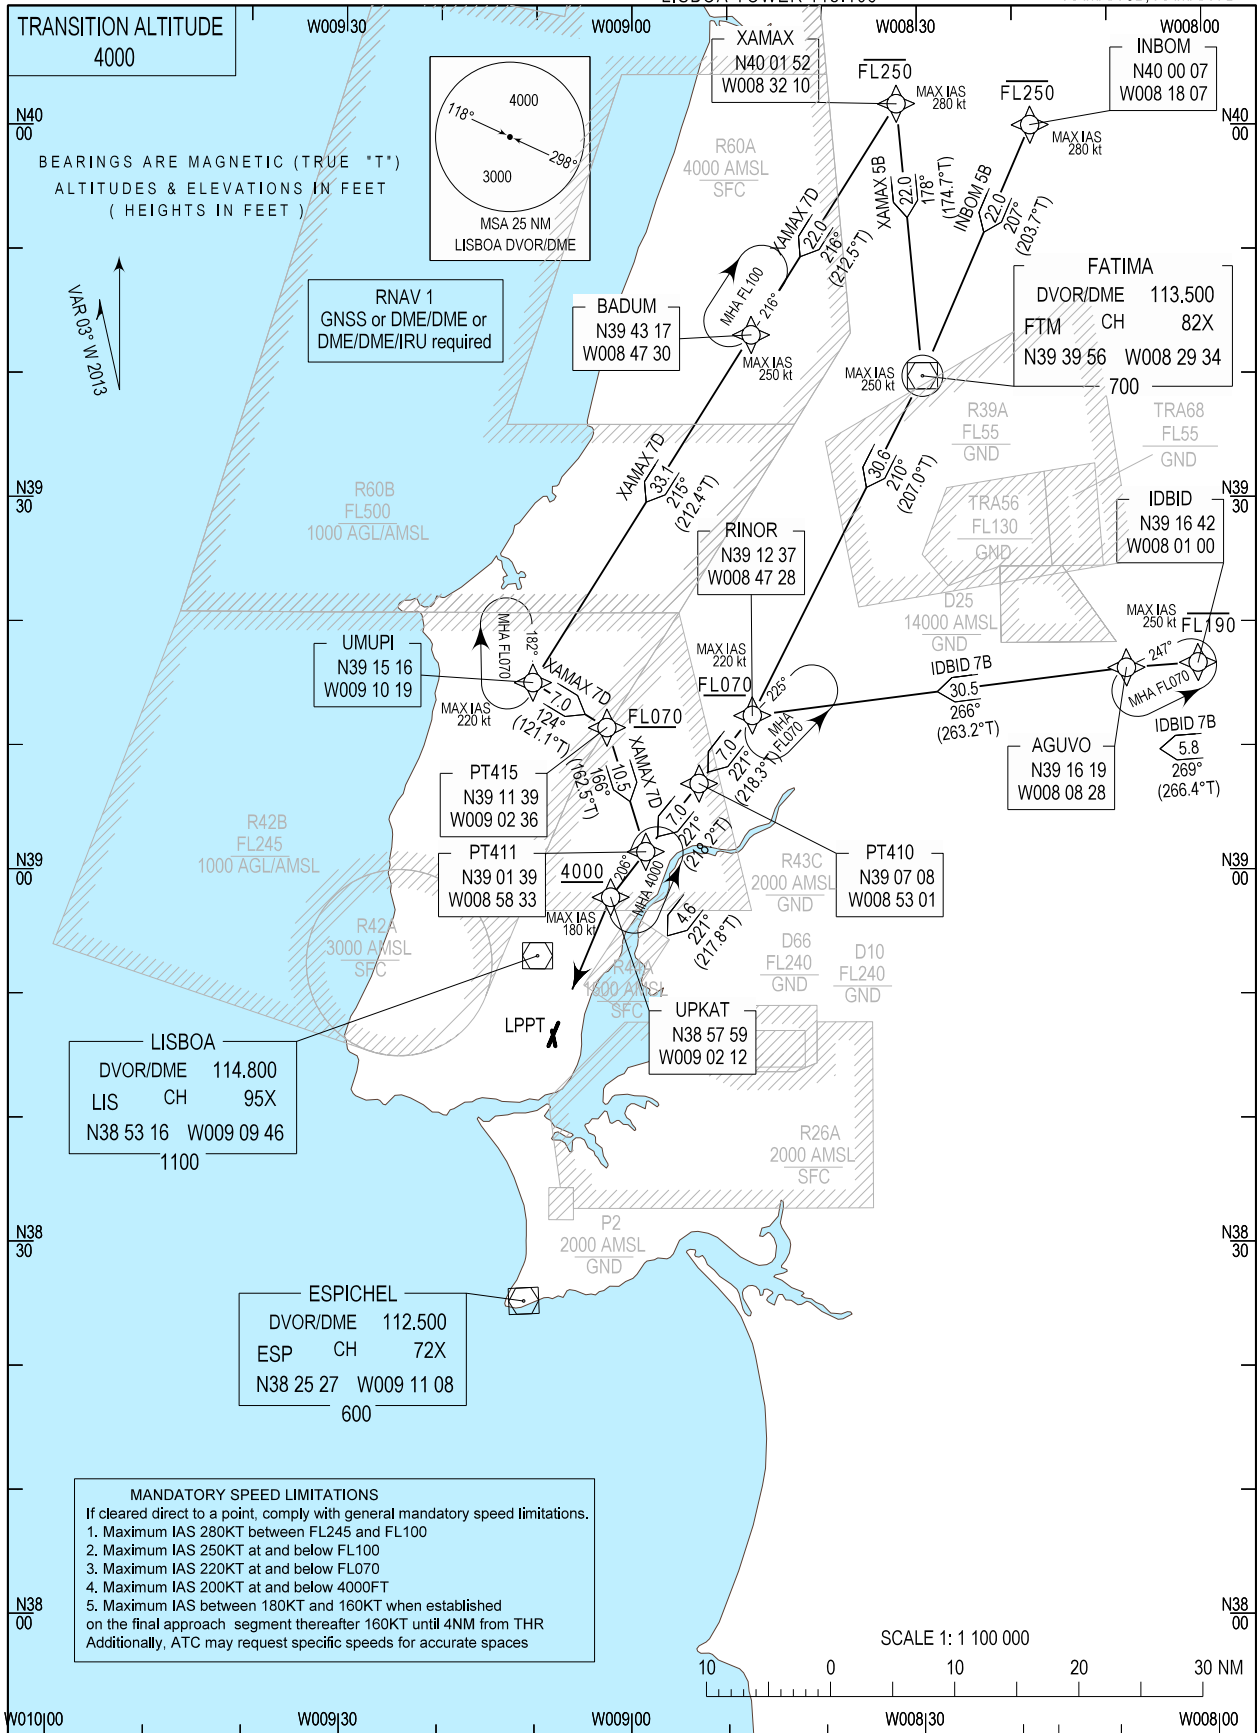 TRANSITION ALTITUDE
4000
W009 30
W009 00
W008 30
W008 00
XAMAX
N40 01 52
W008 32 10
FL250
MAX IAS
280 kt
INBOM
N40 00 07
W008 18 07
FL250
MAX IAS
280 kt
N40
00
N40
00
BEARINGS ARE MAGNETIC (TRUE "T")
ALTITUDES & ELEVATIONS IN FEET
( HEIGHTS IN FEET )
4000
118°
298°
3000
MSA 25 NM
LISBOA DVOR/DME
R60A
4000 AMSL
SFC
VAR 03° W 2013
RNAV 1
GNSS or DME/DME or
DME/DME/IRU required
XAMAX 7D
22.0
216°
(212.5°T)
XAMAX 5B
22.0
178°
(174.7°T)
INBOM 5B
22.0
207°
(203.7°T)
BADUM
N39 43 17
W008 47 30
MHA FL100
216°
MAX IAS
250 kt
FATIMA
DVOR/DME 113.500
FTM CH 82X
N39 39 56 W008 29 34
700
MAX IAS
250 kt
R39A
FL55
GND
TRA68
FL55
GND
XAMAX 7D
33.1
215°
(212.4°T)
30.6
210°
(207.0°T)
R60B
FL500
1000 AGL/AMSL
N39
30
N39
30
TRA56
FL130
GND
IDBID
N39 16 42
W008 01 00
RINOR
N39 12 37
W008 47 28
D25
14000 AMSL
GND
MAX IAS
250 kt
FL190
UMUPI
N39 15 16
W009 10 19
MHA FL070
182°
MAX IAS
220 kt
XAMAX 7D
7.0
124°
(121.1°T)
FL070
MAX IAS
220 kt
FL070
225°
MHA
FL070
IDBID 7B
30.5
266°
(263.2°T)
247°
MHA FL070
IDBID 7B
5.8
269°
(266.4°T)
AGUVO
N39 16 19
W008 08 28
PT415
N39 11 39
W009 02 36
XAMAX 7D
10.5
166°
(162.5°T)
7.0
221°
(218.3°T)
7.0
221°
(218.2°T)
R42B
FL245
1000 AGL/AMSL
PT411
N39 01 39
W008 58 33
PT410
N39 07 08
W008 53 01
N39
00
N39
00
4000
206°
MHA 4000
MAX IAS
180 kt
4.6
221°
(217.8°T)
R43C
2000 AMSL
GND
R42A
3000 AMSL
SFC
D66
FL240
GND
D10
FL240
GND
R44A
1500 AMSL
SFC
LPPT
UPKAT
N38 57 59
W009 02 12
LISBOA
DVOR/DME 114.800
LIS CH 95X
N38 53 16 W009 09 46
1100
R26A
2000 AMSL
SFC
N38
30
N38
30
P2
2000 AMSL
GND
ESPICHEL
DVOR/DME 112.500
ESP CH 72X
N38 25 27 W009 11 08
600
MANDATORY SPEED LIMITATIONS
If cleared direct to a point, comply with general mandatory speed limitations.
1. Maximum IAS 280KT between FL245 and FL100
2. Maximum IAS 250KT at and below FL100
3. Maximum IAS 220KT at and below FL070
4. Maximum IAS 200KT at and below 4000FT
5. Maximum IAS between 180KT and 160KT when established
on the final approach segment thereafter 160KT until 4NM from THR
Additionally, ATC may request specific speeds for accurate spaces
N38
00
N38
00
SCALE 1: 1 100 000
10 0 10 20 30 NM
W010 00
W009 30
W009 00
W008 30
W008 00